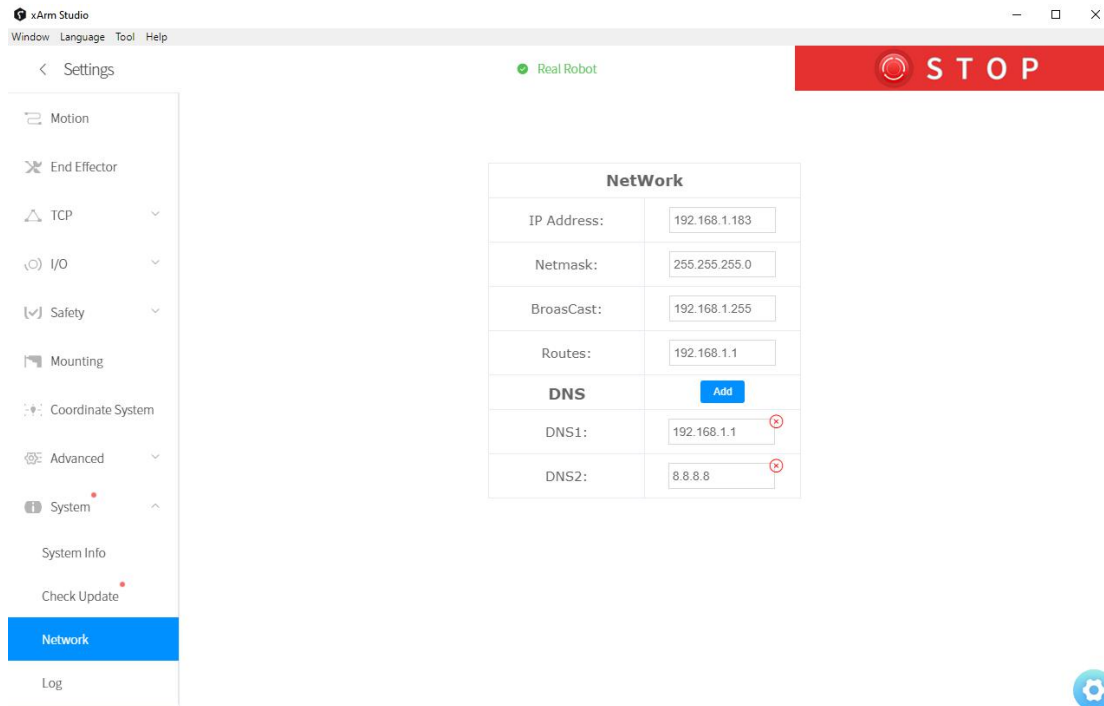 xArm Studio
Window Language Tool Help
Settings
Real Robot
STOP
Motion
End Effector
TCP
I/O
Safety
Mounting
Coordinate System
Advanced
System
System Info
Check Update
Network
Log
NetWork
IP Address: 192.168.1.183
Netmask: 255.255.255.0
BroasCast: 192.168.1.255
Routes: 192.168.1.1
DNS Add
DNS1: 192.168.1.1
DNS2: 8.8.8.8